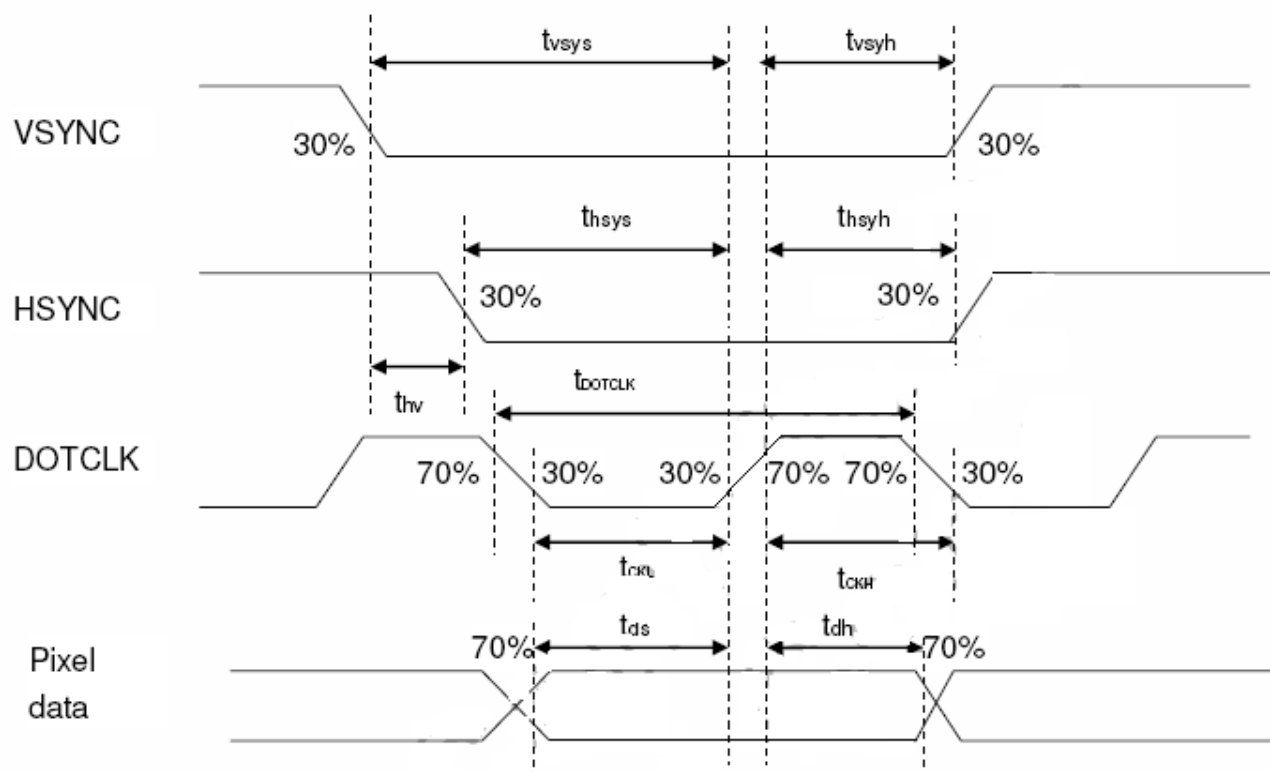 tvsys tvsyh
VSYNC 30% 30%
thsys thsyh
HSYNC 30% 30%
thv tDOTCLK
DOTCLK 70% 30% 30% 70% 70% 30%
tCKL tCKH
tds tdh
70% 70%
Pixel
data